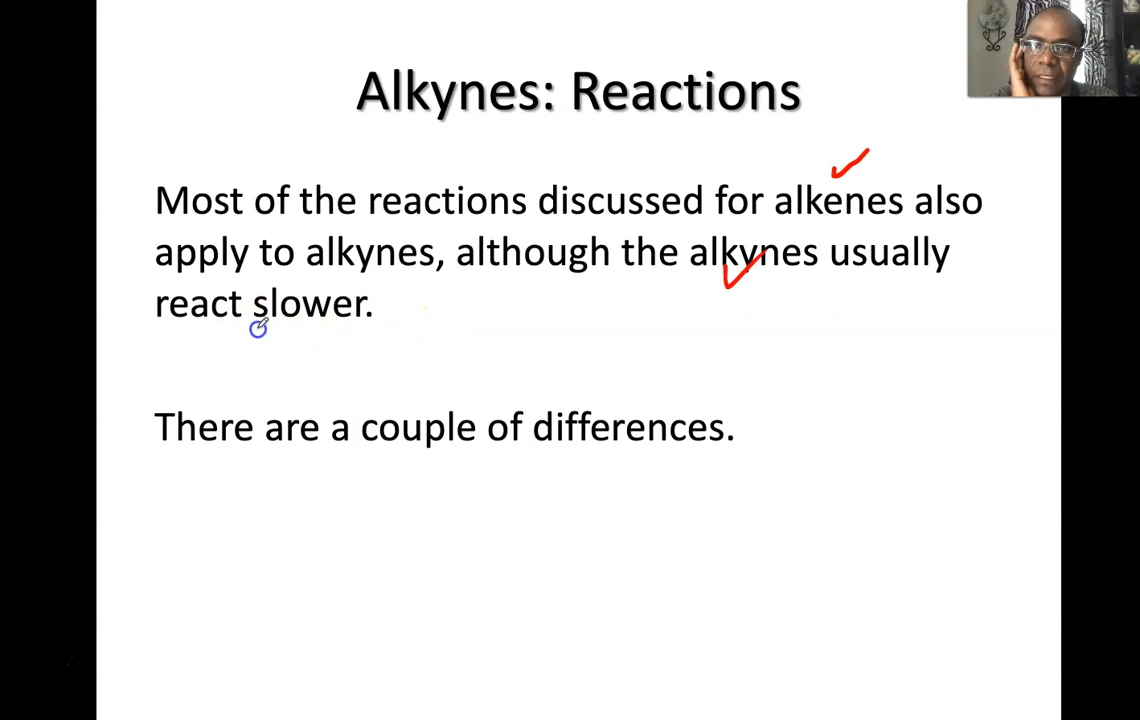 Alkynes: Reactions
Most of the reactions discussed for alkenes also
apply to alkynes, although the alkynes usually
react slower.
There are a couple of differences.